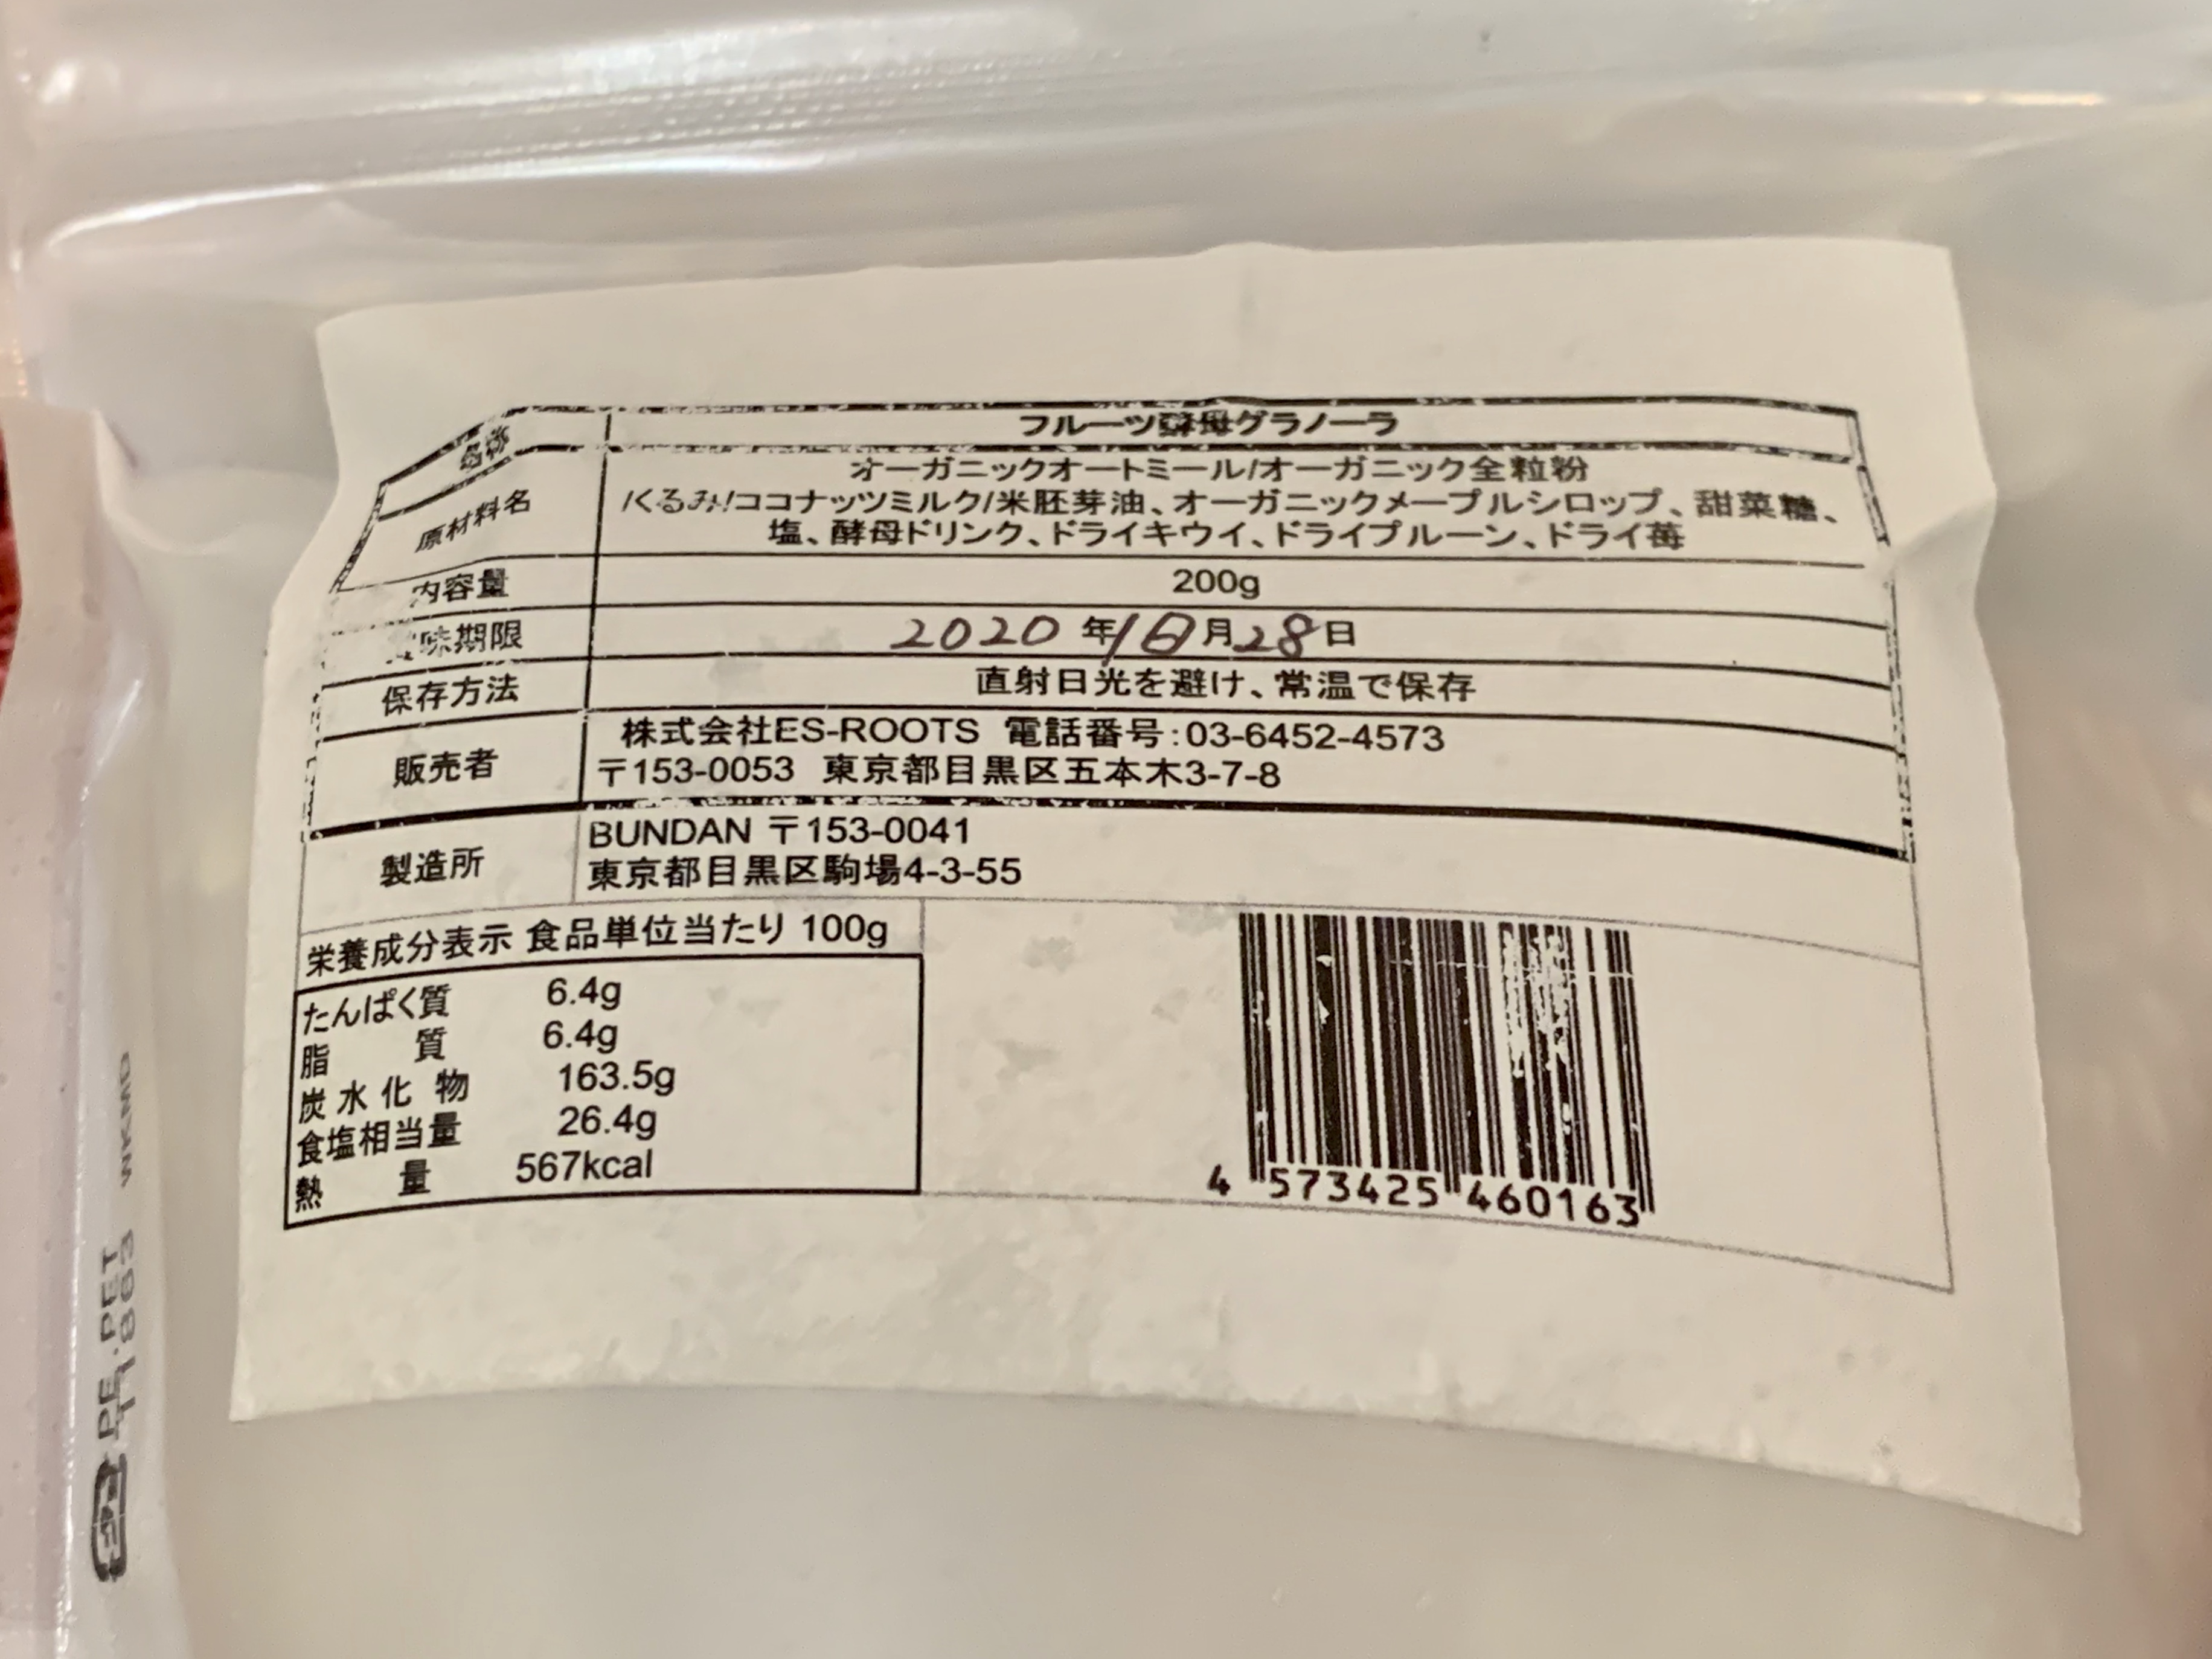 名称 フルーツ酵母グラノーラ
原材料名 オーガニックオートミール/オーガニック全粒粉
/くるみ/ココナッツミルク/米胚芽油、オーガニックメープルシロップ、甜菜糖、
塩、酵母ドリンク、ドライキウイ、ドライプルーン、ドライ苺
内容量 200g
味期限 2020年10月28日
保存方法 直射日光を避け、常温で保存
販売者 株式会社ES-ROOTS 電話番号:03-6452-4573
〒153-0053 東京都目黒区五本木3-7-8
製造所 BUNDAN 〒153-0041
東京都目黒区駒場4-3-55
栄養成分表示 食品単位当たり 100g
たんぱく質 6.4g
脂質 6.4g
炭水化物 163.5g
食塩相当量 26.4g
熱量 567kcal
4 573425 460163
PE・PET
WKMD